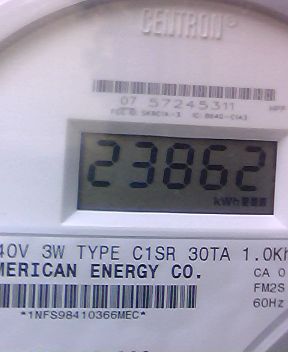 CENTRON®
07 57245311
23862
kWh
40V 3W TYPE C1SR 30TA 1.0Kh
MERICAN ENERGY CO.
CA 0
FM2S
60Hz
*1NFS98410366MEC*